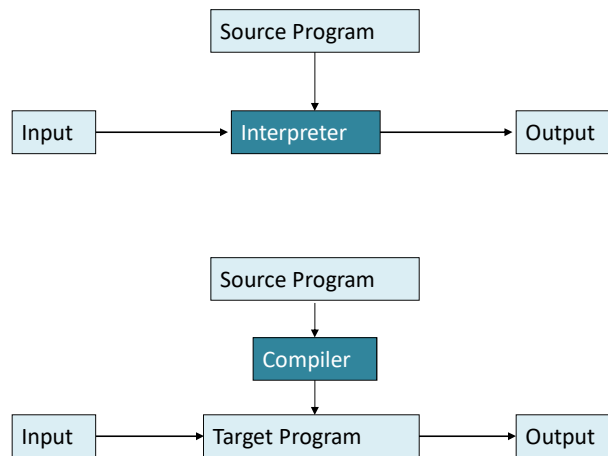 Source Program
Input
Interpreter
Output
Source Program
Compiler
Input
Target Program
Output